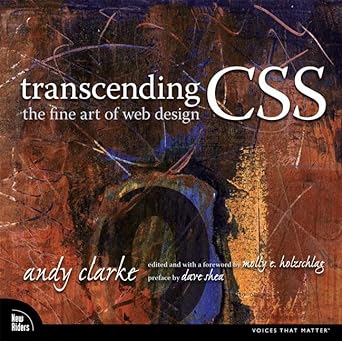 transcending CSS
the fine art of web design
andy clarke
edited and with a foreword by molly e. holzschlag
preface by dave shea
New
Riders
VOICES THAT MATTER™